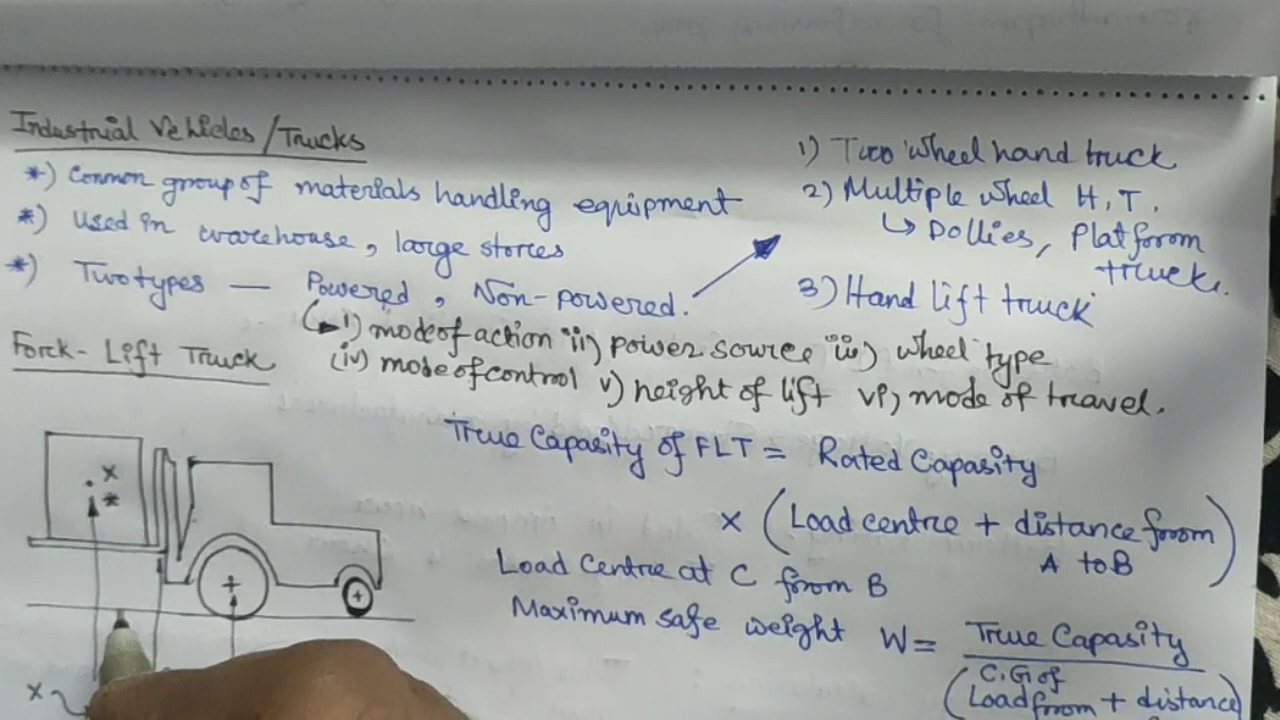 Industrial Vehicles/Trucks
*) Common group of materials handling equipment
*) Used in warehouse, large stores
*) Two types — Powered, Non-powered.
1) Two wheel hand truck
2) Multiple wheel H.T.
↳ Dollies, Platform
truck.
3) Hand lift truck
(i) mode of action ii) power source iii) wheel type
(iv) mode of control v) height of lift vi) mode of travel.
Fork-Lift Truck
True Capasity of FLT = Rated Capasity
x (Load centre + distance from
A to B)
Load Centre at C from B
Maximum safe weight W = True Capasity
(C.G of
Load from + distance)
x
*
+
+
x